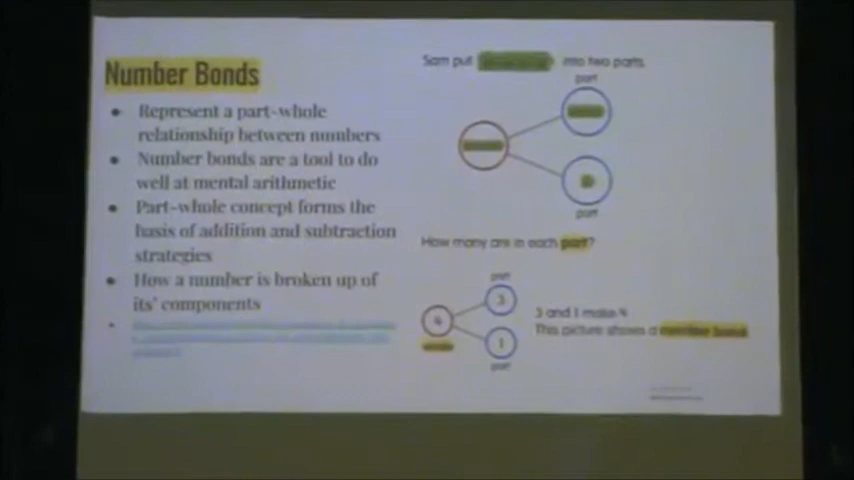 Number Bonds
Represent a part-whole
relationship between numbers
Number bonds are a tool to do
well at mental arithmetic
Part-whole concept forms the
basis of addition and subtraction
strategies
How a number is broken up of
its' components
Sam put into two parts.
part
part
How many are in each part?
part
3
4
1
whole
part
3 and 1 make 4
This picture shows a number bond